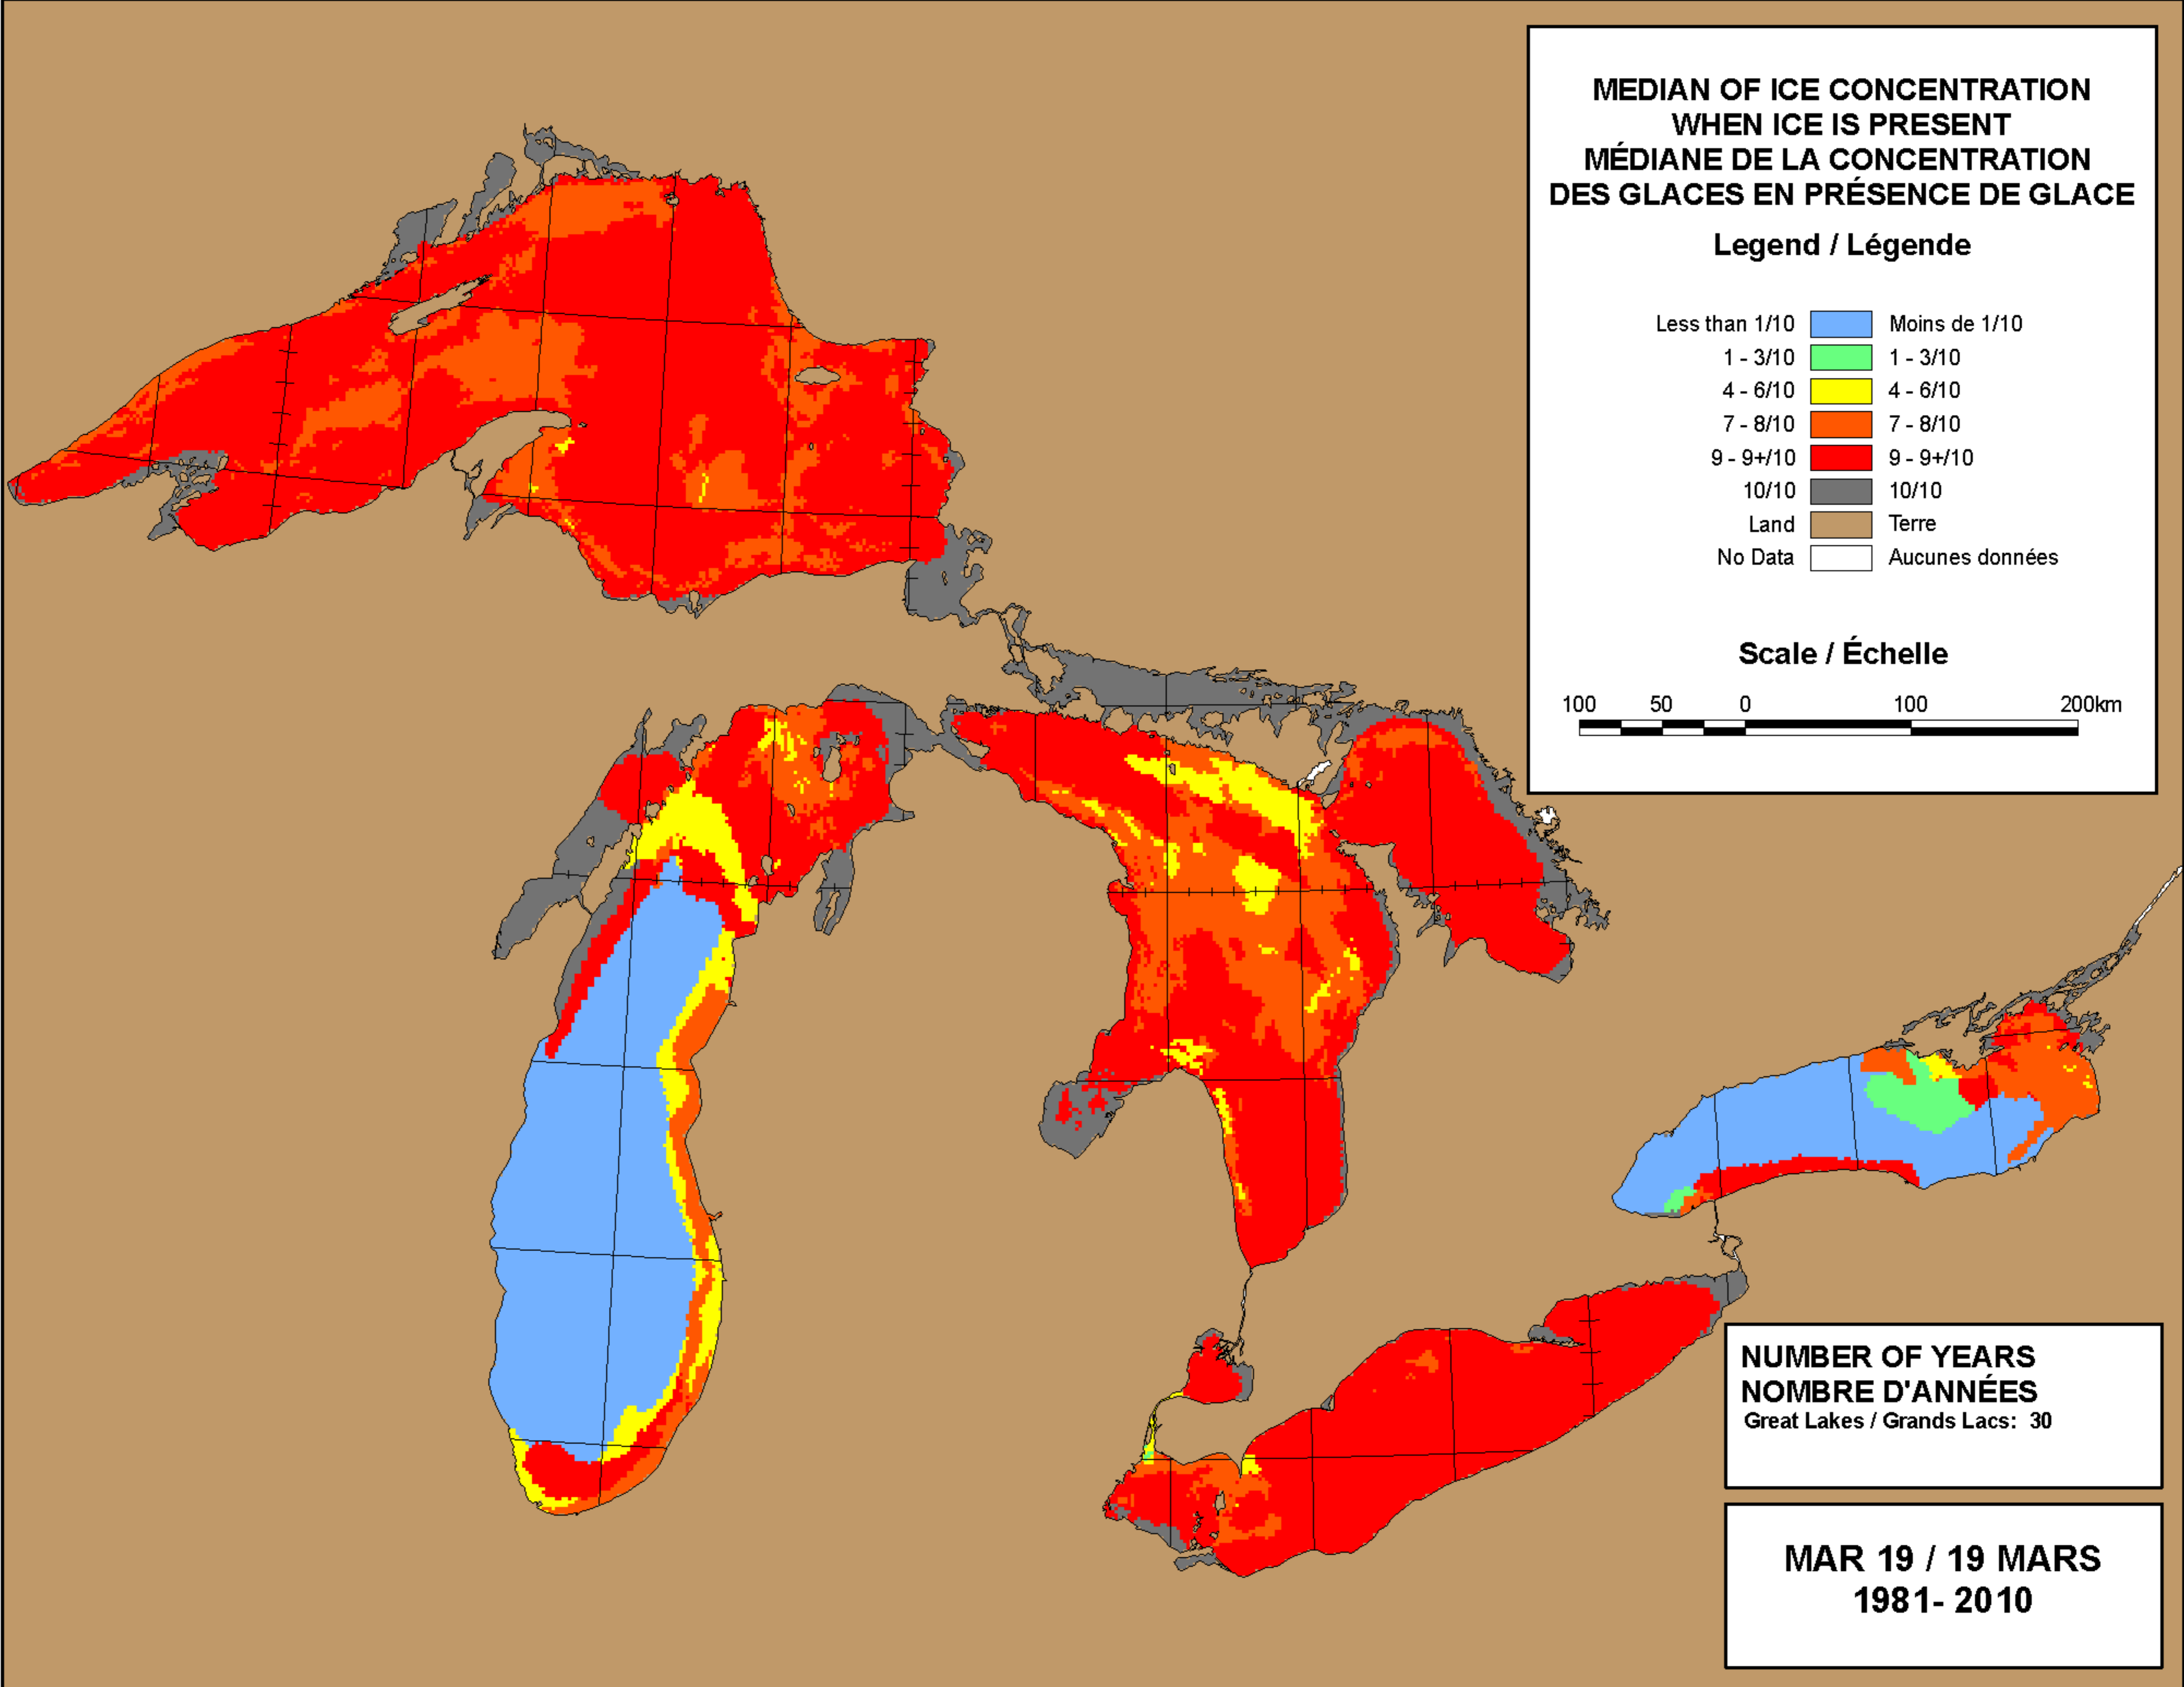 MEDIAN OF ICE CONCENTRATION
WHEN ICE IS PRESENT
MÉDIANE DE LA CONCENTRATION
DES GLACES EN PRÉSENCE DE GLACE
Legend / Légende
Less than 1/10 Moins de 1/10
1 - 3/10 1 - 3/10
4 - 6/10 4 - 6/10
7 - 8/10 7 - 8/10
9 - 9+/10 9 - 9+/10
10/10 10/10
Land Terre
No Data Aucunes données
Scale / Échelle
100 50 0 100 200km
NUMBER OF YEARS
NOMBRE D'ANNÉES
Great Lakes / Grands Lacs: 30
MAR 19 / 19 MARS
1981- 2010